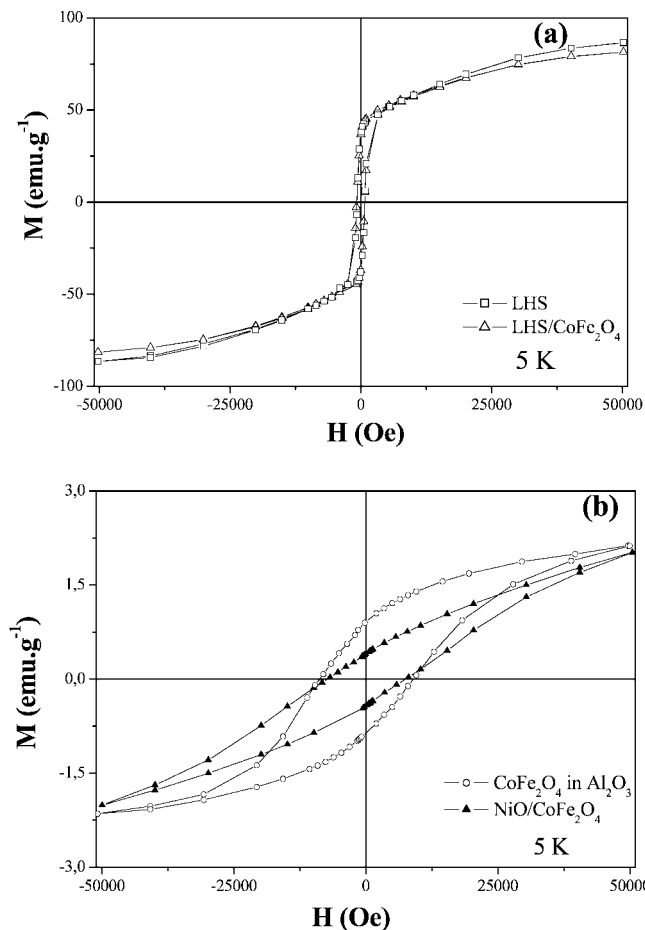 (a)
100
50
0
-50
-100
M (emu.g⁻¹)
LHS
LHS/CoFe₂O₄
5 K
-50000 -25000 0 25000 50000
H (Oe)
(b)
3,0
1,5
0,0
-1,5
-3,0
M (emu.g⁻¹)
CoFe₂O₄ in Al₂O₃
NiO/CoFe₂O₄
5 K
-50000 -25000 0 25000 50000
H (Oe)